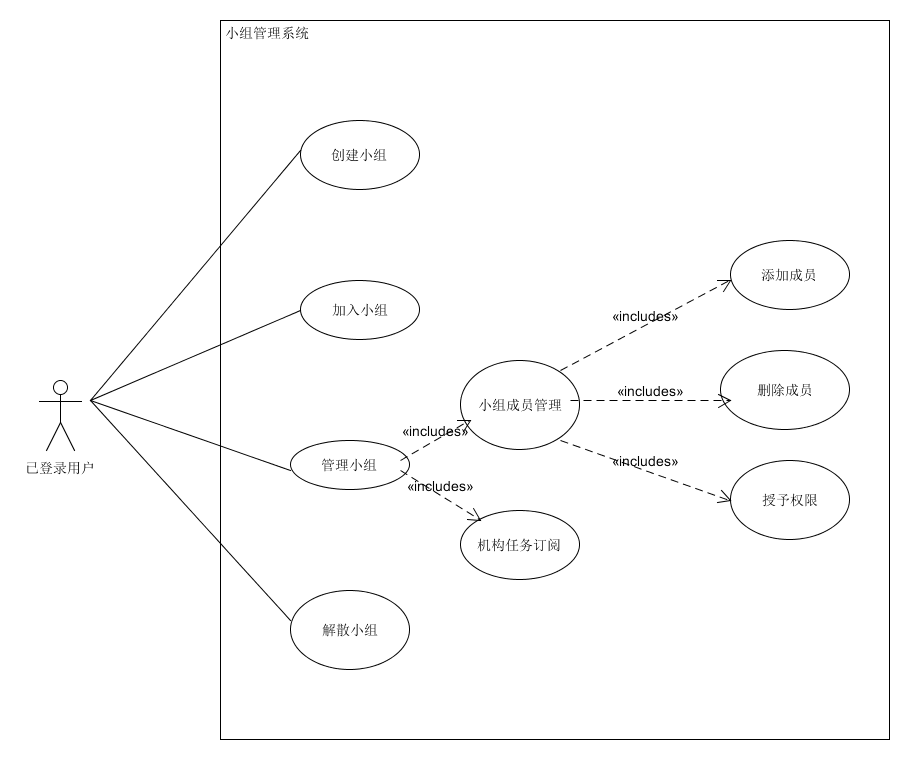 小组管理系统
创建小组
加入小组
添加成员
«includes»
删除成员
«includes»
小组成员管理
«includes»
管理小组
«includes»
已登录用户
«includes»
授予权限
机构任务订阅
解散小组